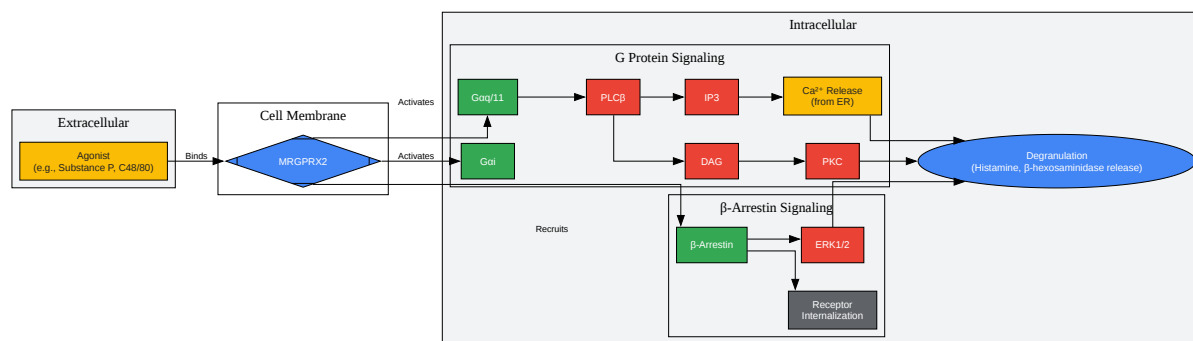 Intracellular
G Protein Signaling
Gαq/11
PLCβ
IP3
Ca²⁺ Release
(from ER)
Activates
Cell Membrane
Extracellular
Agonist
(e.g., Substance P, C48/80)
Binds
MRGPRX2
Activates
Gαi
DAG
PKC
Degranulation
(Histamine, β-hexosaminidase release)
β-Arrestin Signaling
Recruits
β-Arrestin
ERK1/2
Receptor
Internalization